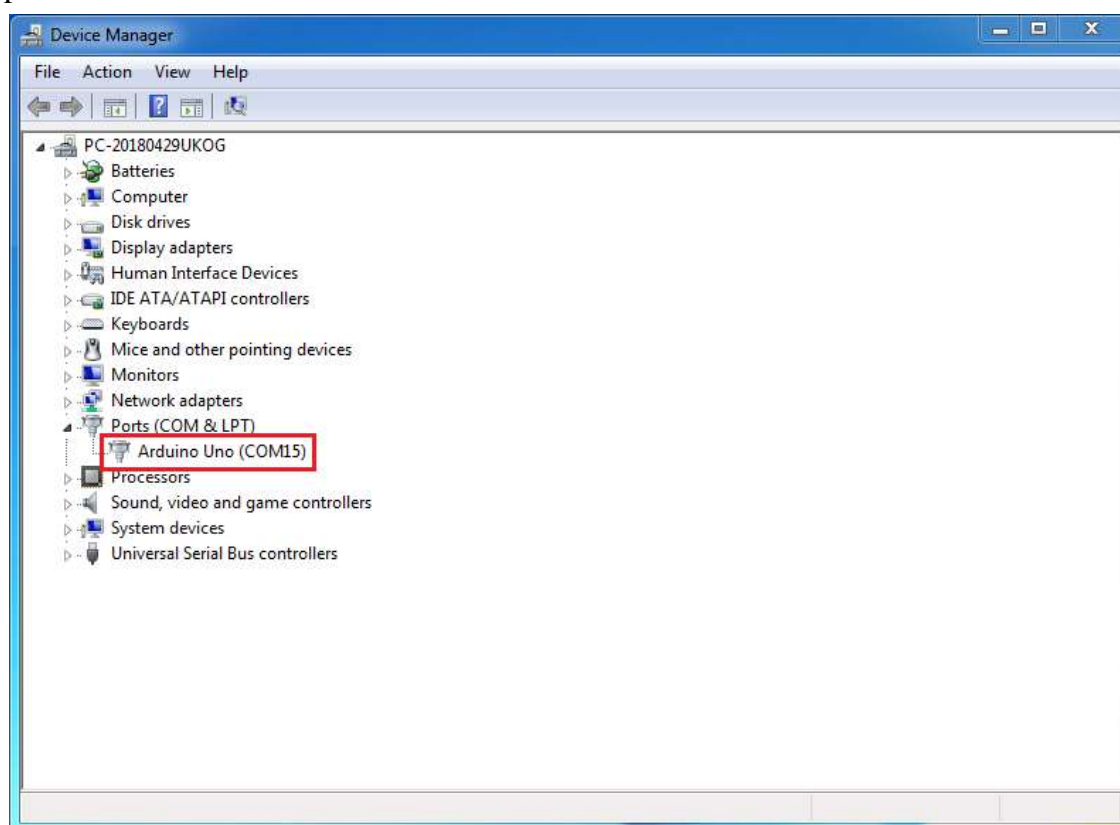 Device Manager
File Action View Help
PC-20180429UKOG
Batteries
Computer
Disk drives
Display adapters
Human Interface Devices
IDE ATA/ATAPI controllers
Keyboards
Mice and other pointing devices
Monitors
Network adapters
Ports (COM & LPT)
Arduino Uno (COM15)
Processors
Sound, video and game controllers
System devices
Universal Serial Bus controllers